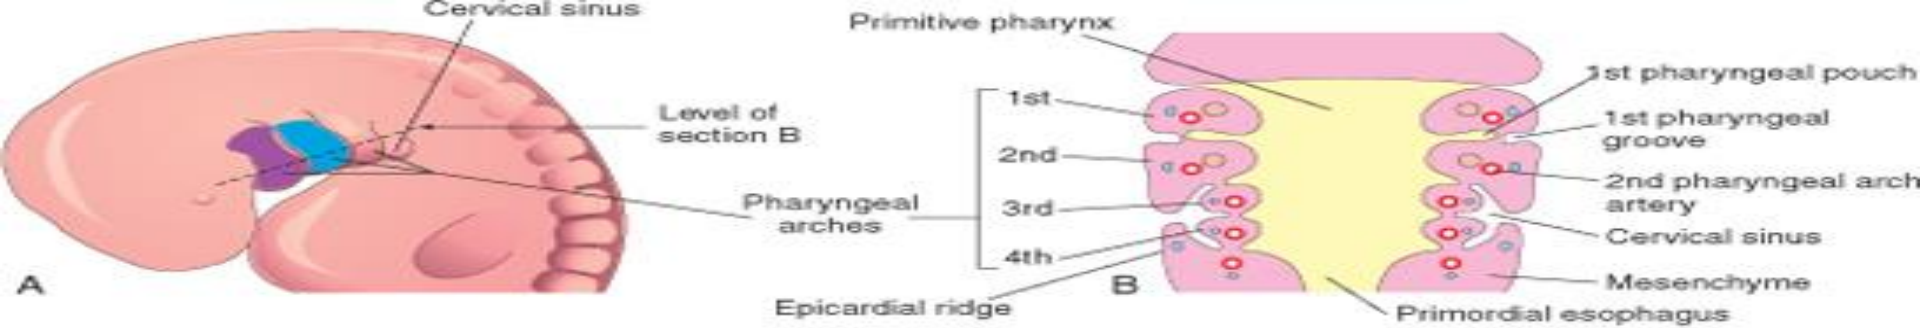 Cervical sinus
Level of
section B
A
Primitive pharynx
1st
2nd
Pharyngeal
arches
3rd
4th
Epicardial ridge
B
1st pharyngeal pouch
1st pharyngeal
groove
2nd pharyngeal arch
artery
Cervical sinus
Mesenchyme
Primordial esophagus